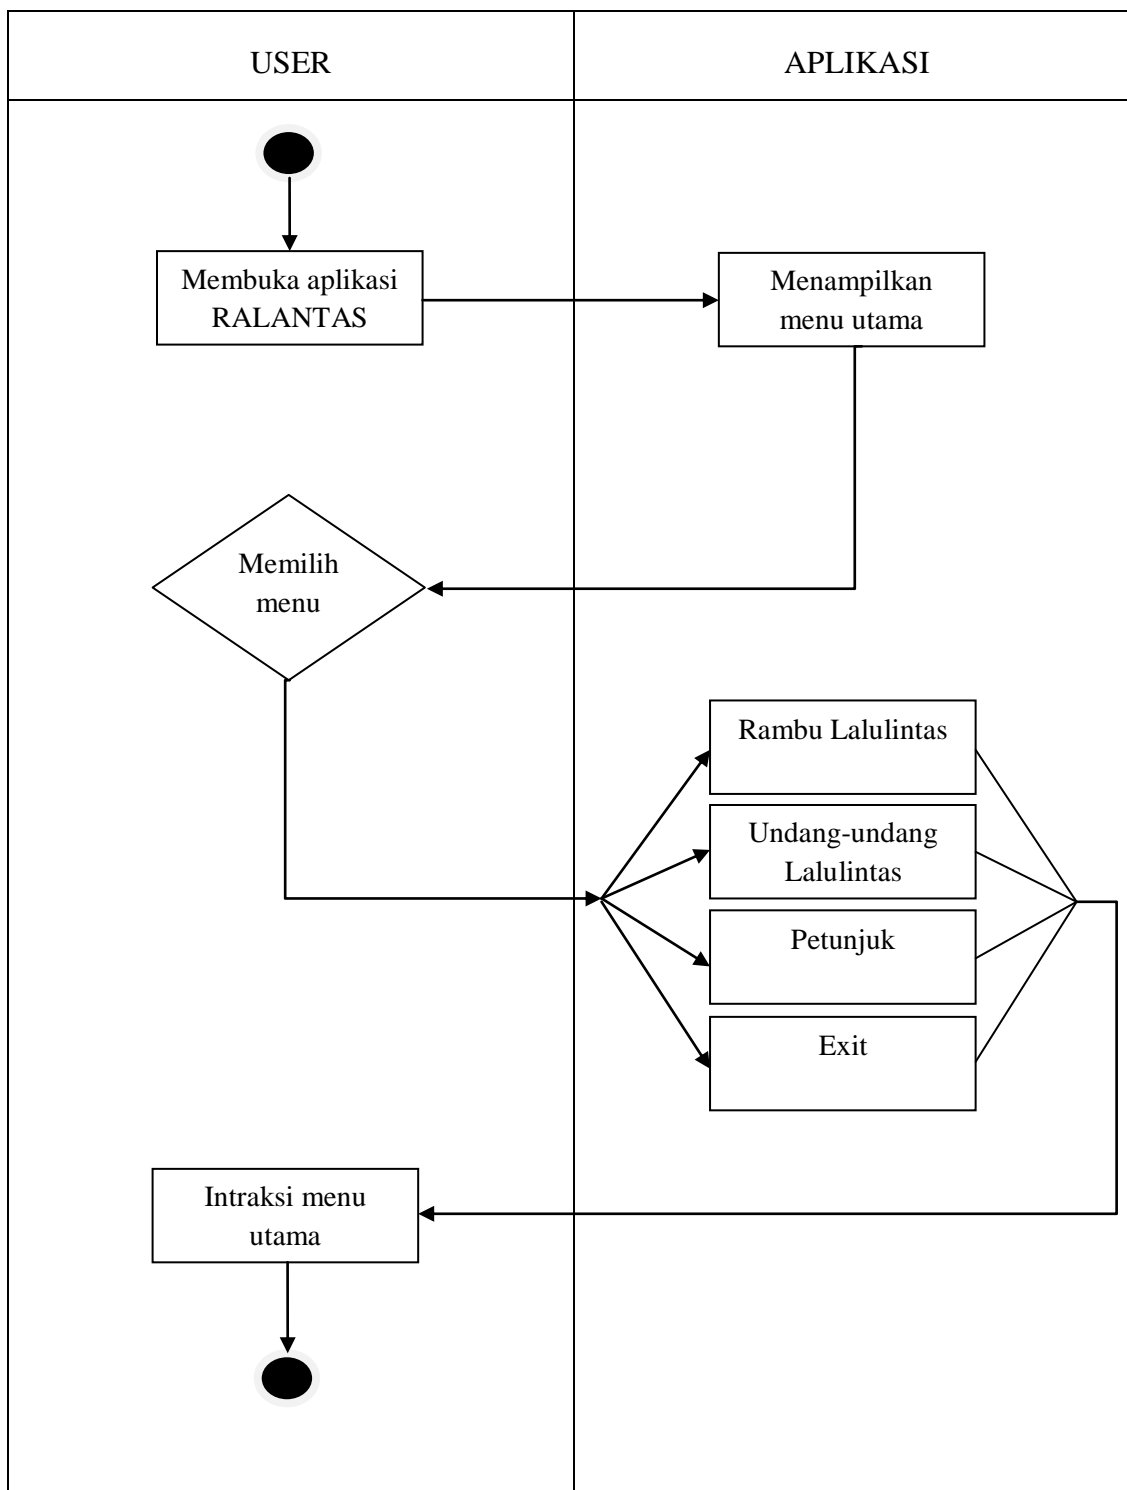 USER
APLIKASI
Membuka aplikasi
RALANTAS
Menampilkan
menu utama
Memilih
menu
Rambu Lalulintas
Undang-undang
Lalulintas
Petunjuk
Exit
Intraksi menu
utama